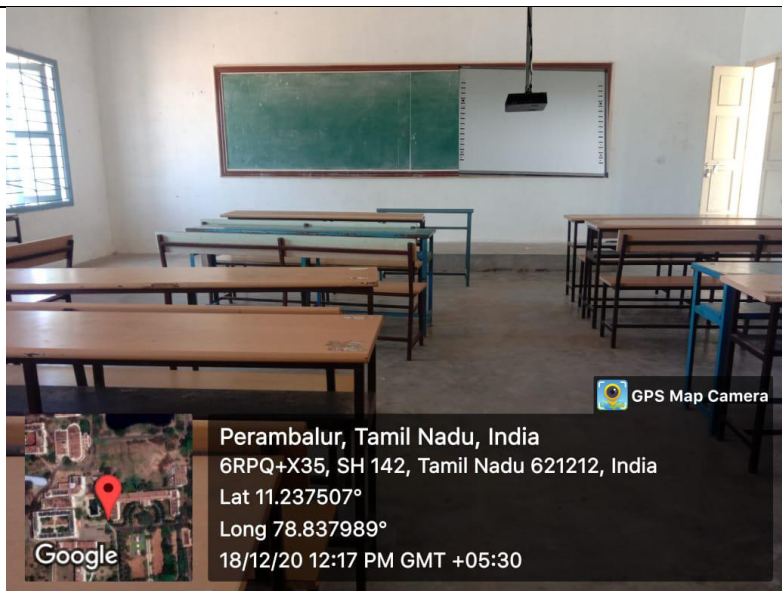 GPS Map Camera
Perambalur, Tamil Nadu, India
6RPQ+X35, SH 142, Tamil Nadu 621212, India
Lat 11.237507°
Long 78.837989°
18/12/20 12:17 PM GMT +05:30
Google